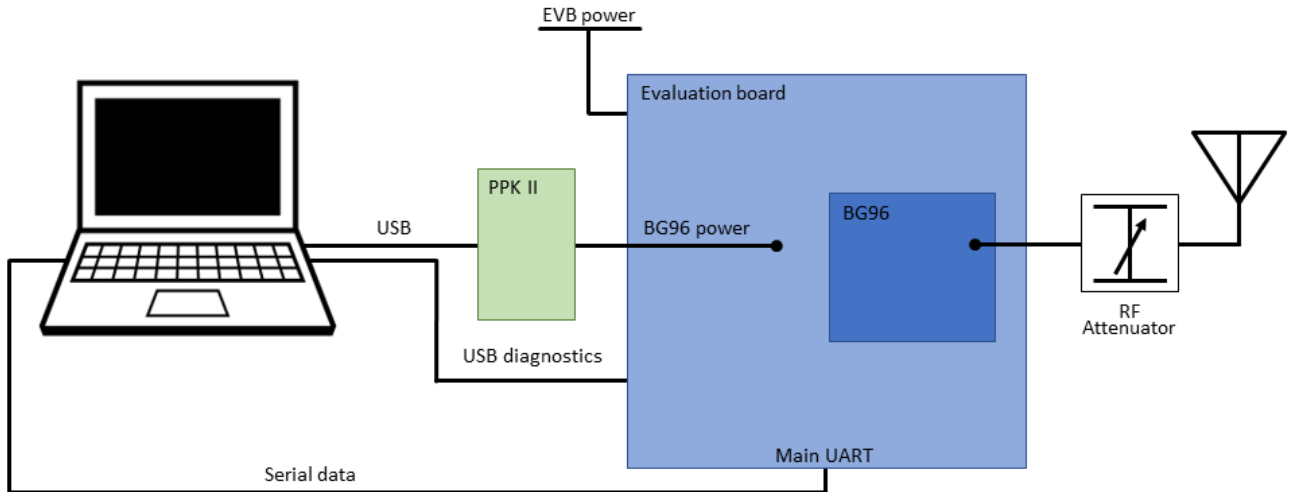 EVB power
Evaluation board
PPK II
BG96
USB
BG96 power
RF
Attenuator
USB diagnostics
Main UART
Serial data